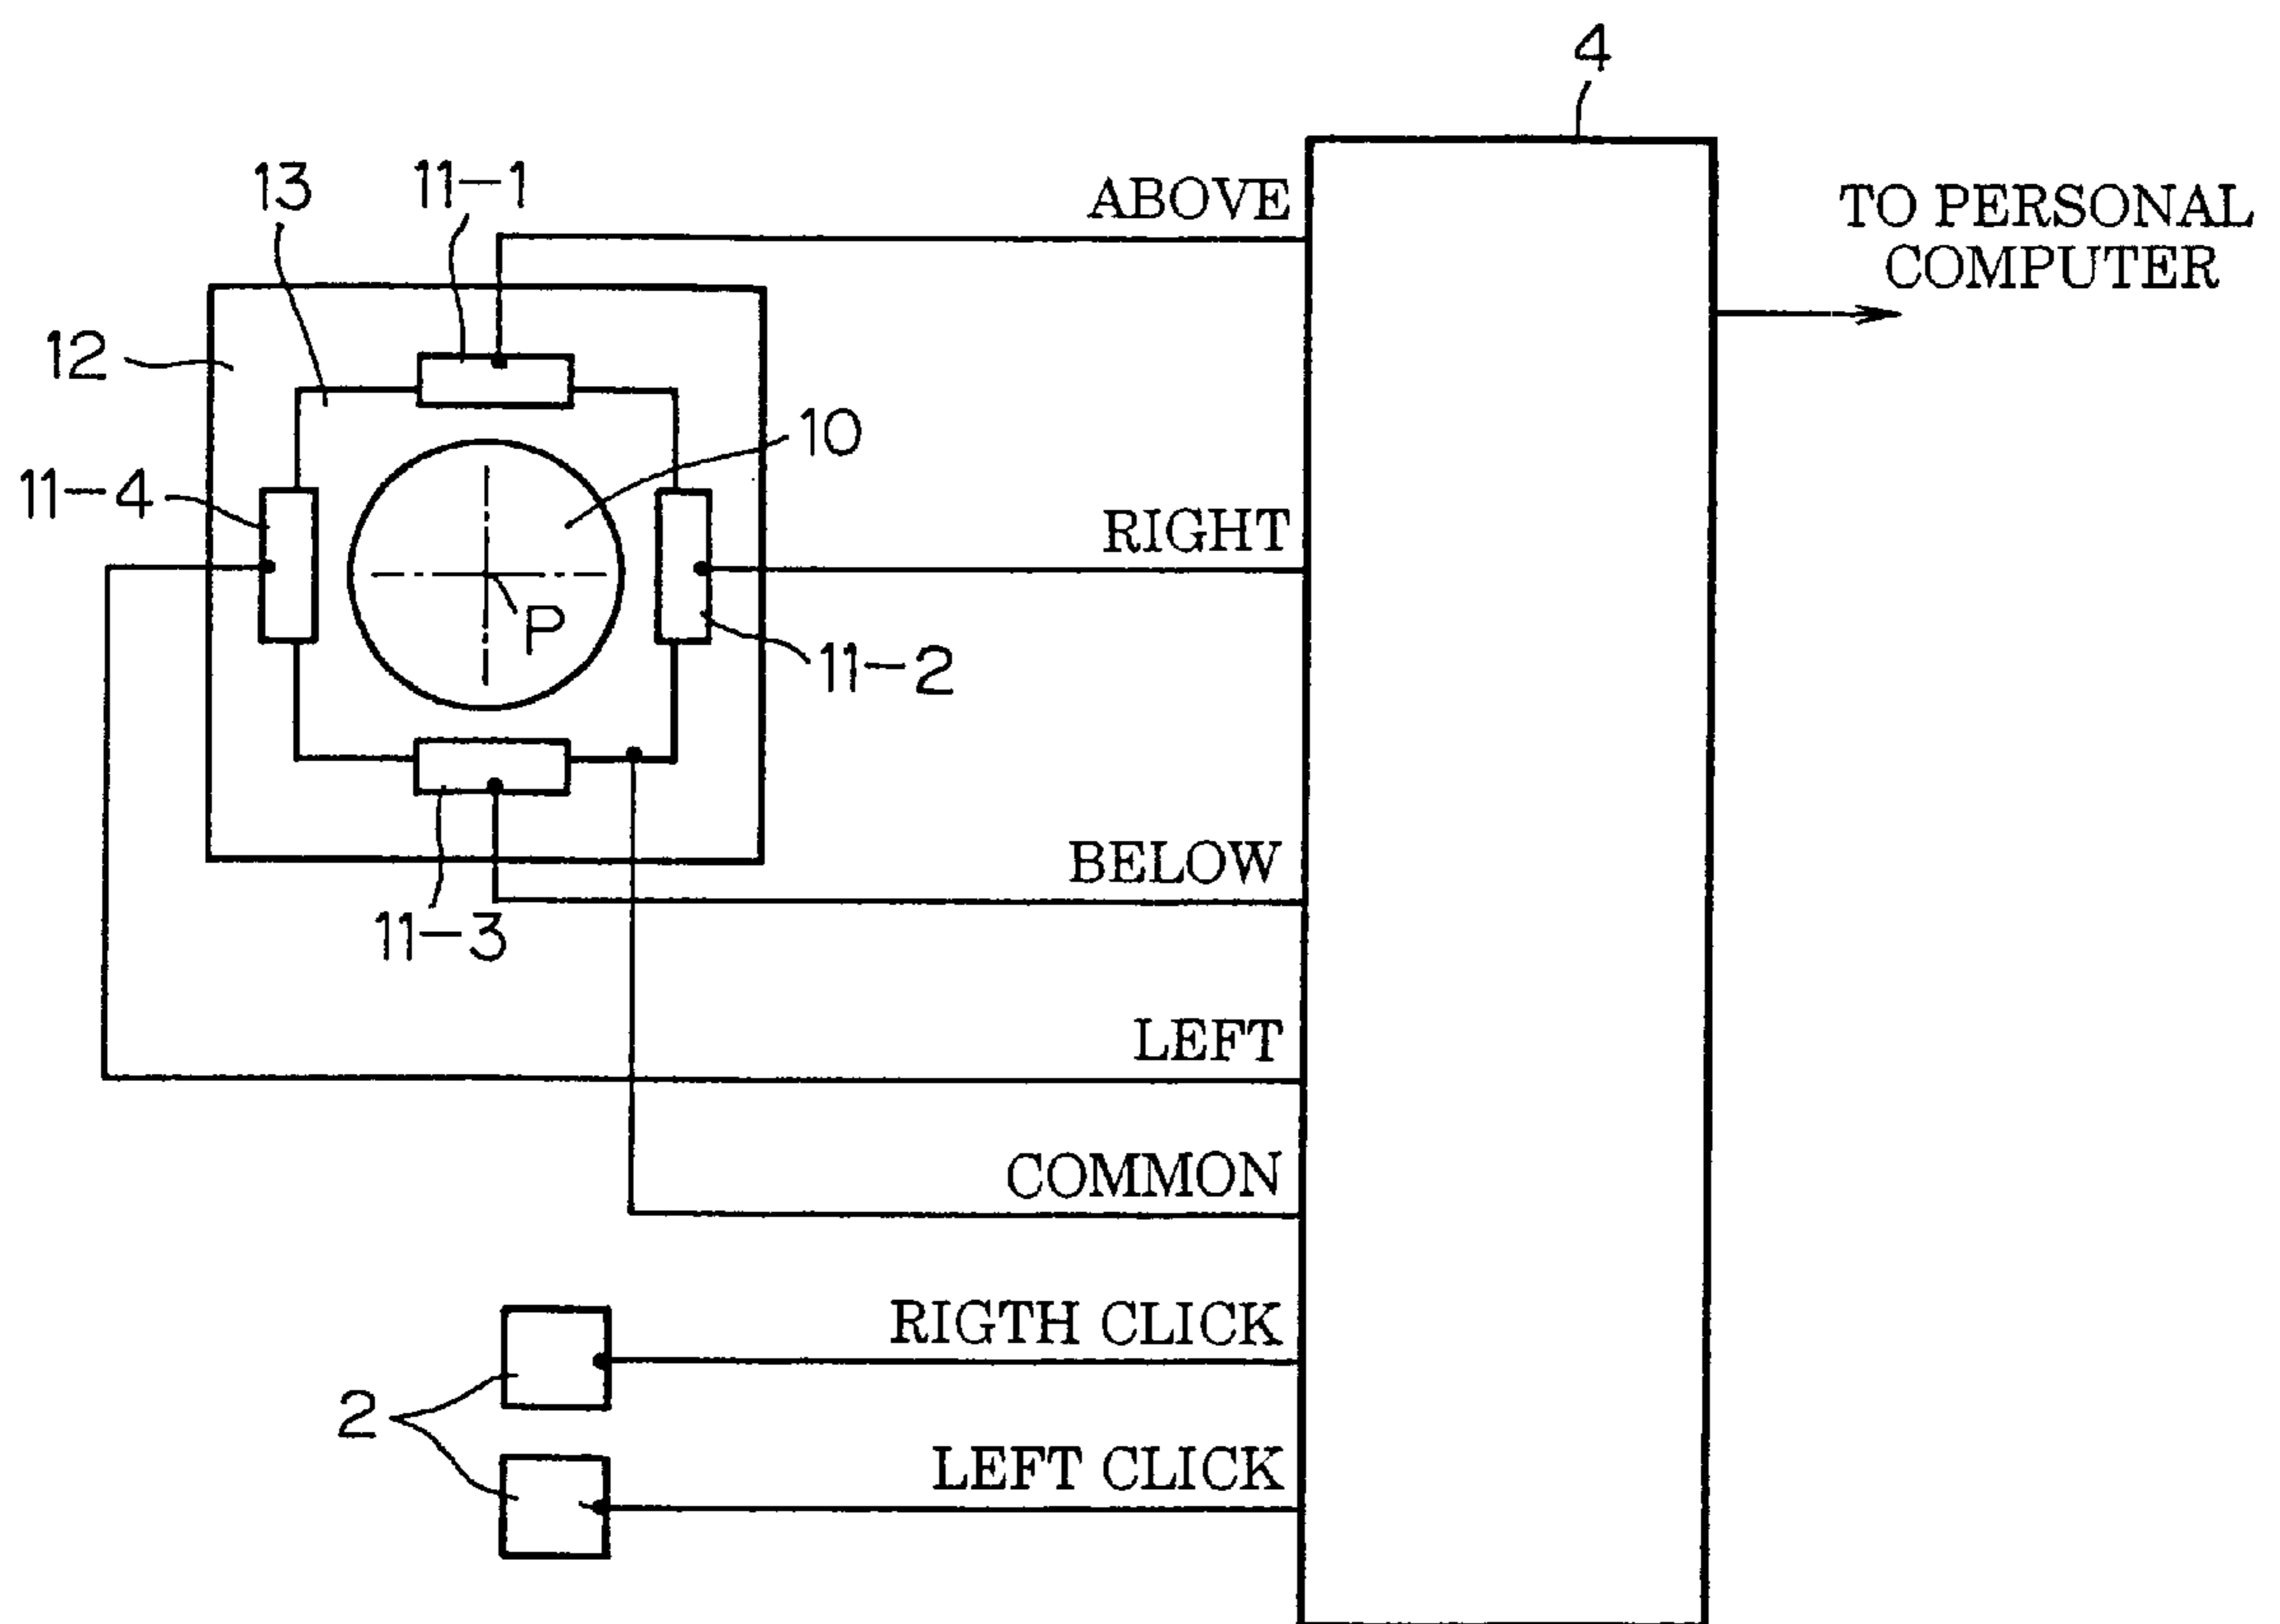 4
ABOVE
TO PERSONAL
COMPUTER
13
11-1
12
10
11-4
RIGHT
P
11-2
BELOW
11-3
LEFT
COMMON
RIGTH CLICK
2
LEFT CLICK